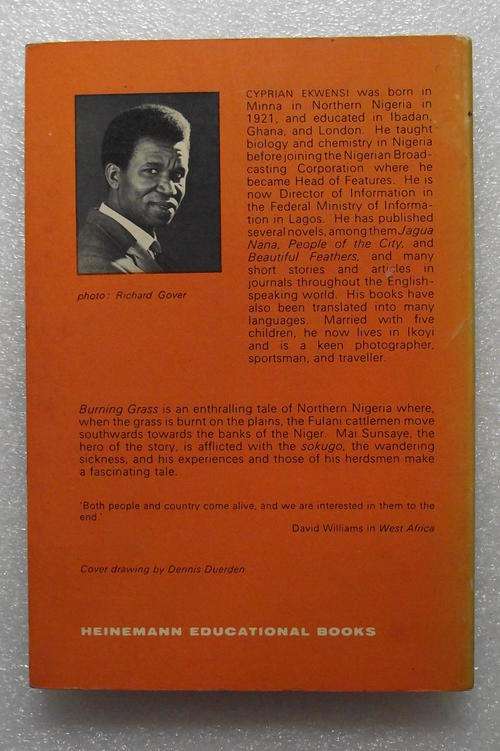 CYPRIAN EKWENSI was born in
Minna in Northern Nigeria in
1921, and educated in Ibadan,
Ghana, and London. He taught
biology and chemistry in Nigeria
before joining the Nigerian Broad-
casting Corporation where he
became Head of Features. He is
now Director of Information in
the Federal Ministry of Informa-
tion in Lagos. He has published
several novels, among them Jagua
Nana, People of the City, and
Beautiful Feathers, and many
short stories and articles in
journals throughout the English-
speaking world. His books have
also been translated into many
languages. Married with five
children, he now lives in Ikoyi
and is a keen photographer,
sportsman, and traveller.
photo: Richard Gover
Burning Grass is an enthralling tale of Northern Nigeria where,
when the grass is burnt on the plains, the Fulani cattlemen move
southwards towards the banks of the Niger. Mai Sunsaye, the
hero of the story, is afflicted with the sokugo, the wandering
sickness, and his experiences and those of his herdsmen make
a fascinating tale.
'Both people and country come alive, and we are interested in them to the
end.'
David Williams in West Africa
Cover drawing by Dennis Duerden
HEINEMANN EDUCATIONAL BOOKS